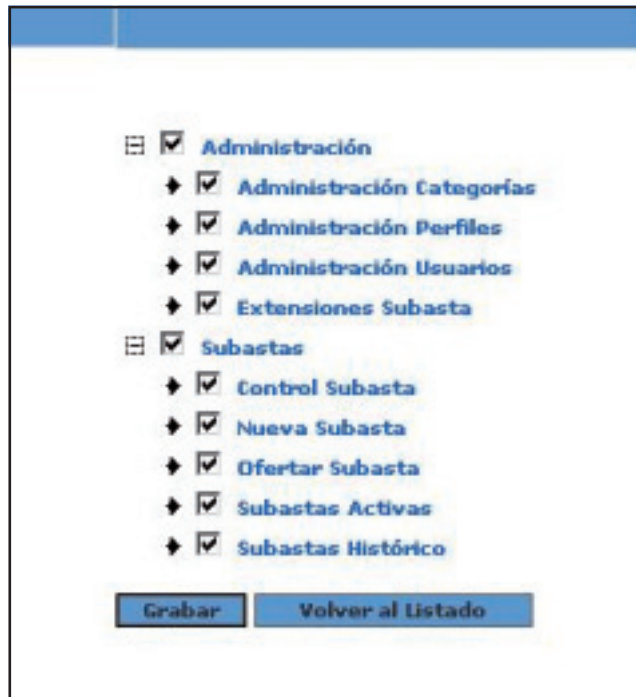 Administración
Administración Categorías
Administración Perfiles
Administración Usuarios
Extensiones Subasta
Subastas
Control Subasta
Nueva Subasta
Ofertar Subasta
Subastas Activas
Subastas Histórico
Grabar Volver al Listado